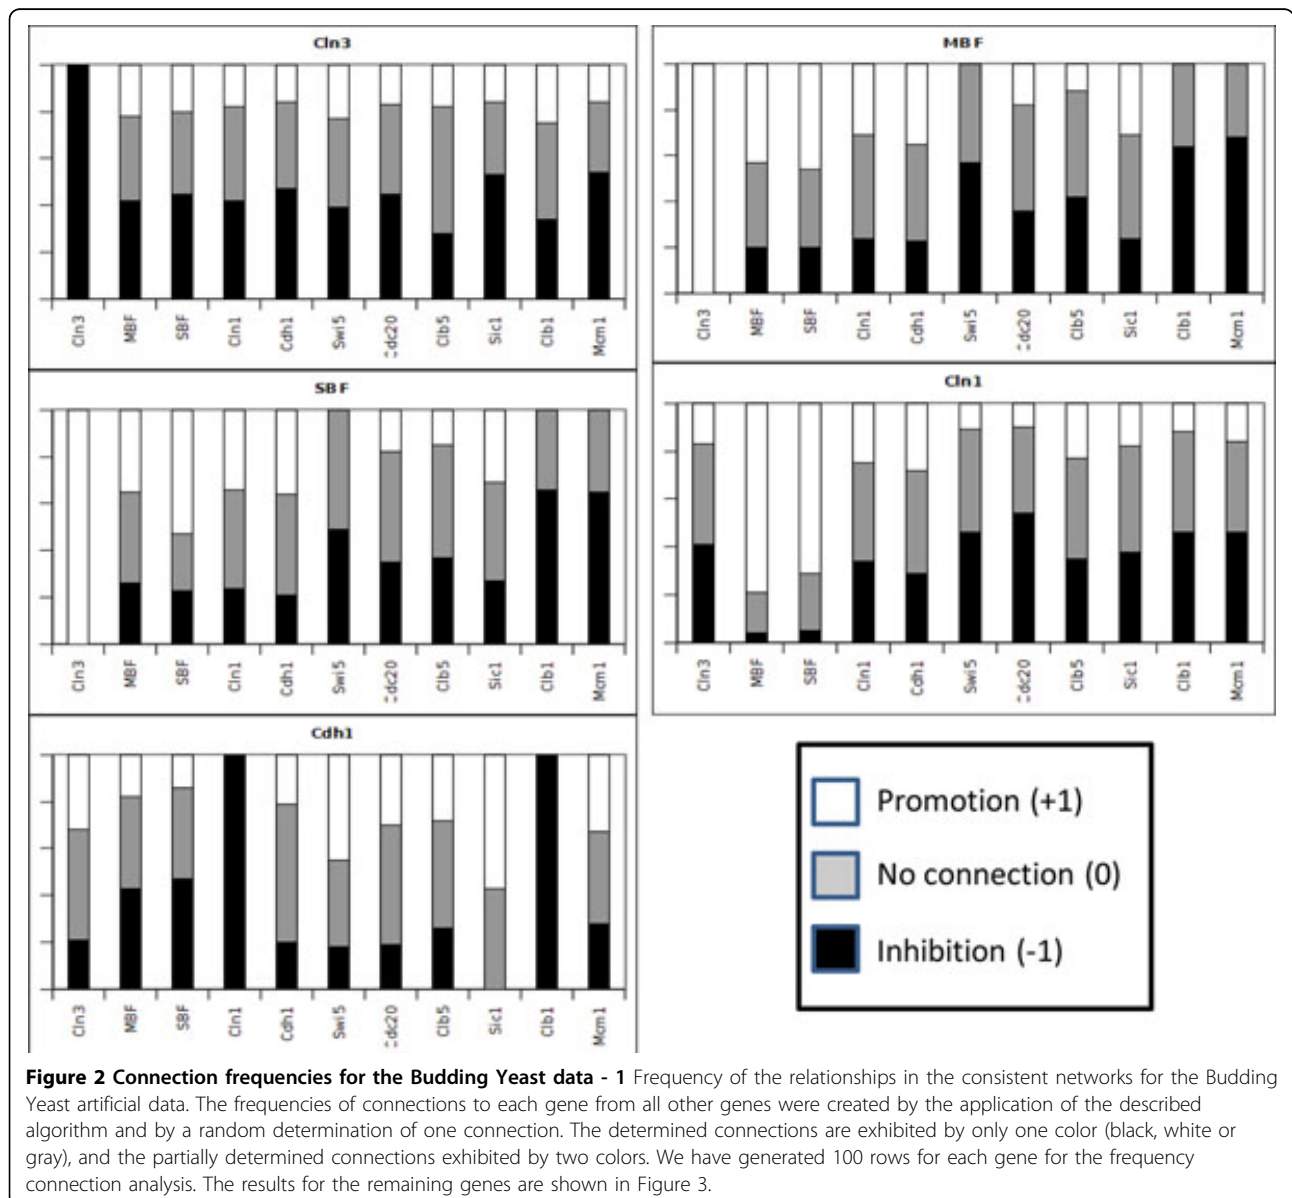 Cln3
Cln3 MBF SBF Cln1 Cdh1 Swi5 Cdc20 Clb5 Sic1 Clb1 Mcm1
MBF
Cln3 MBF SBF Cln1 Cdh1 Swi5 Cdc20 Clb5 Sic1 Clb1 Mcm1
SBF
Cln3 MBF SBF Cln1 Cdh1 Swi5 Cdc20 Clb5 Sic1 Clb1 Mcm1
Cln1
Cln3 MBF SBF Cln1 Cdh1 Swi5 Cdc20 Clb5 Sic1 Clb1 Mcm1
Cdh1
Cln3 MBF SBF Cln1 Cdh1 Swi5 Cdc20 Clb5 Sic1 Clb1 Mcm1
Promotion (+1)
No connection (0)
Inhibition (-1)
Figure 2 Connection frequencies for the Budding Yeast data - 1 Frequency of the relationships in the consistent networks for the Budding
Yeast artificial data. The frequencies of connections to each gene from all other genes were created by the application of the described
algorithm and by a random determination of one connection. The determined connections are exhibited by only one color (black, white or
gray), and the partially determined connections exhibited by two colors. We have generated 100 rows for each gene for the frequency
connection analysis. The results for the remaining genes are shown in Figure 3.